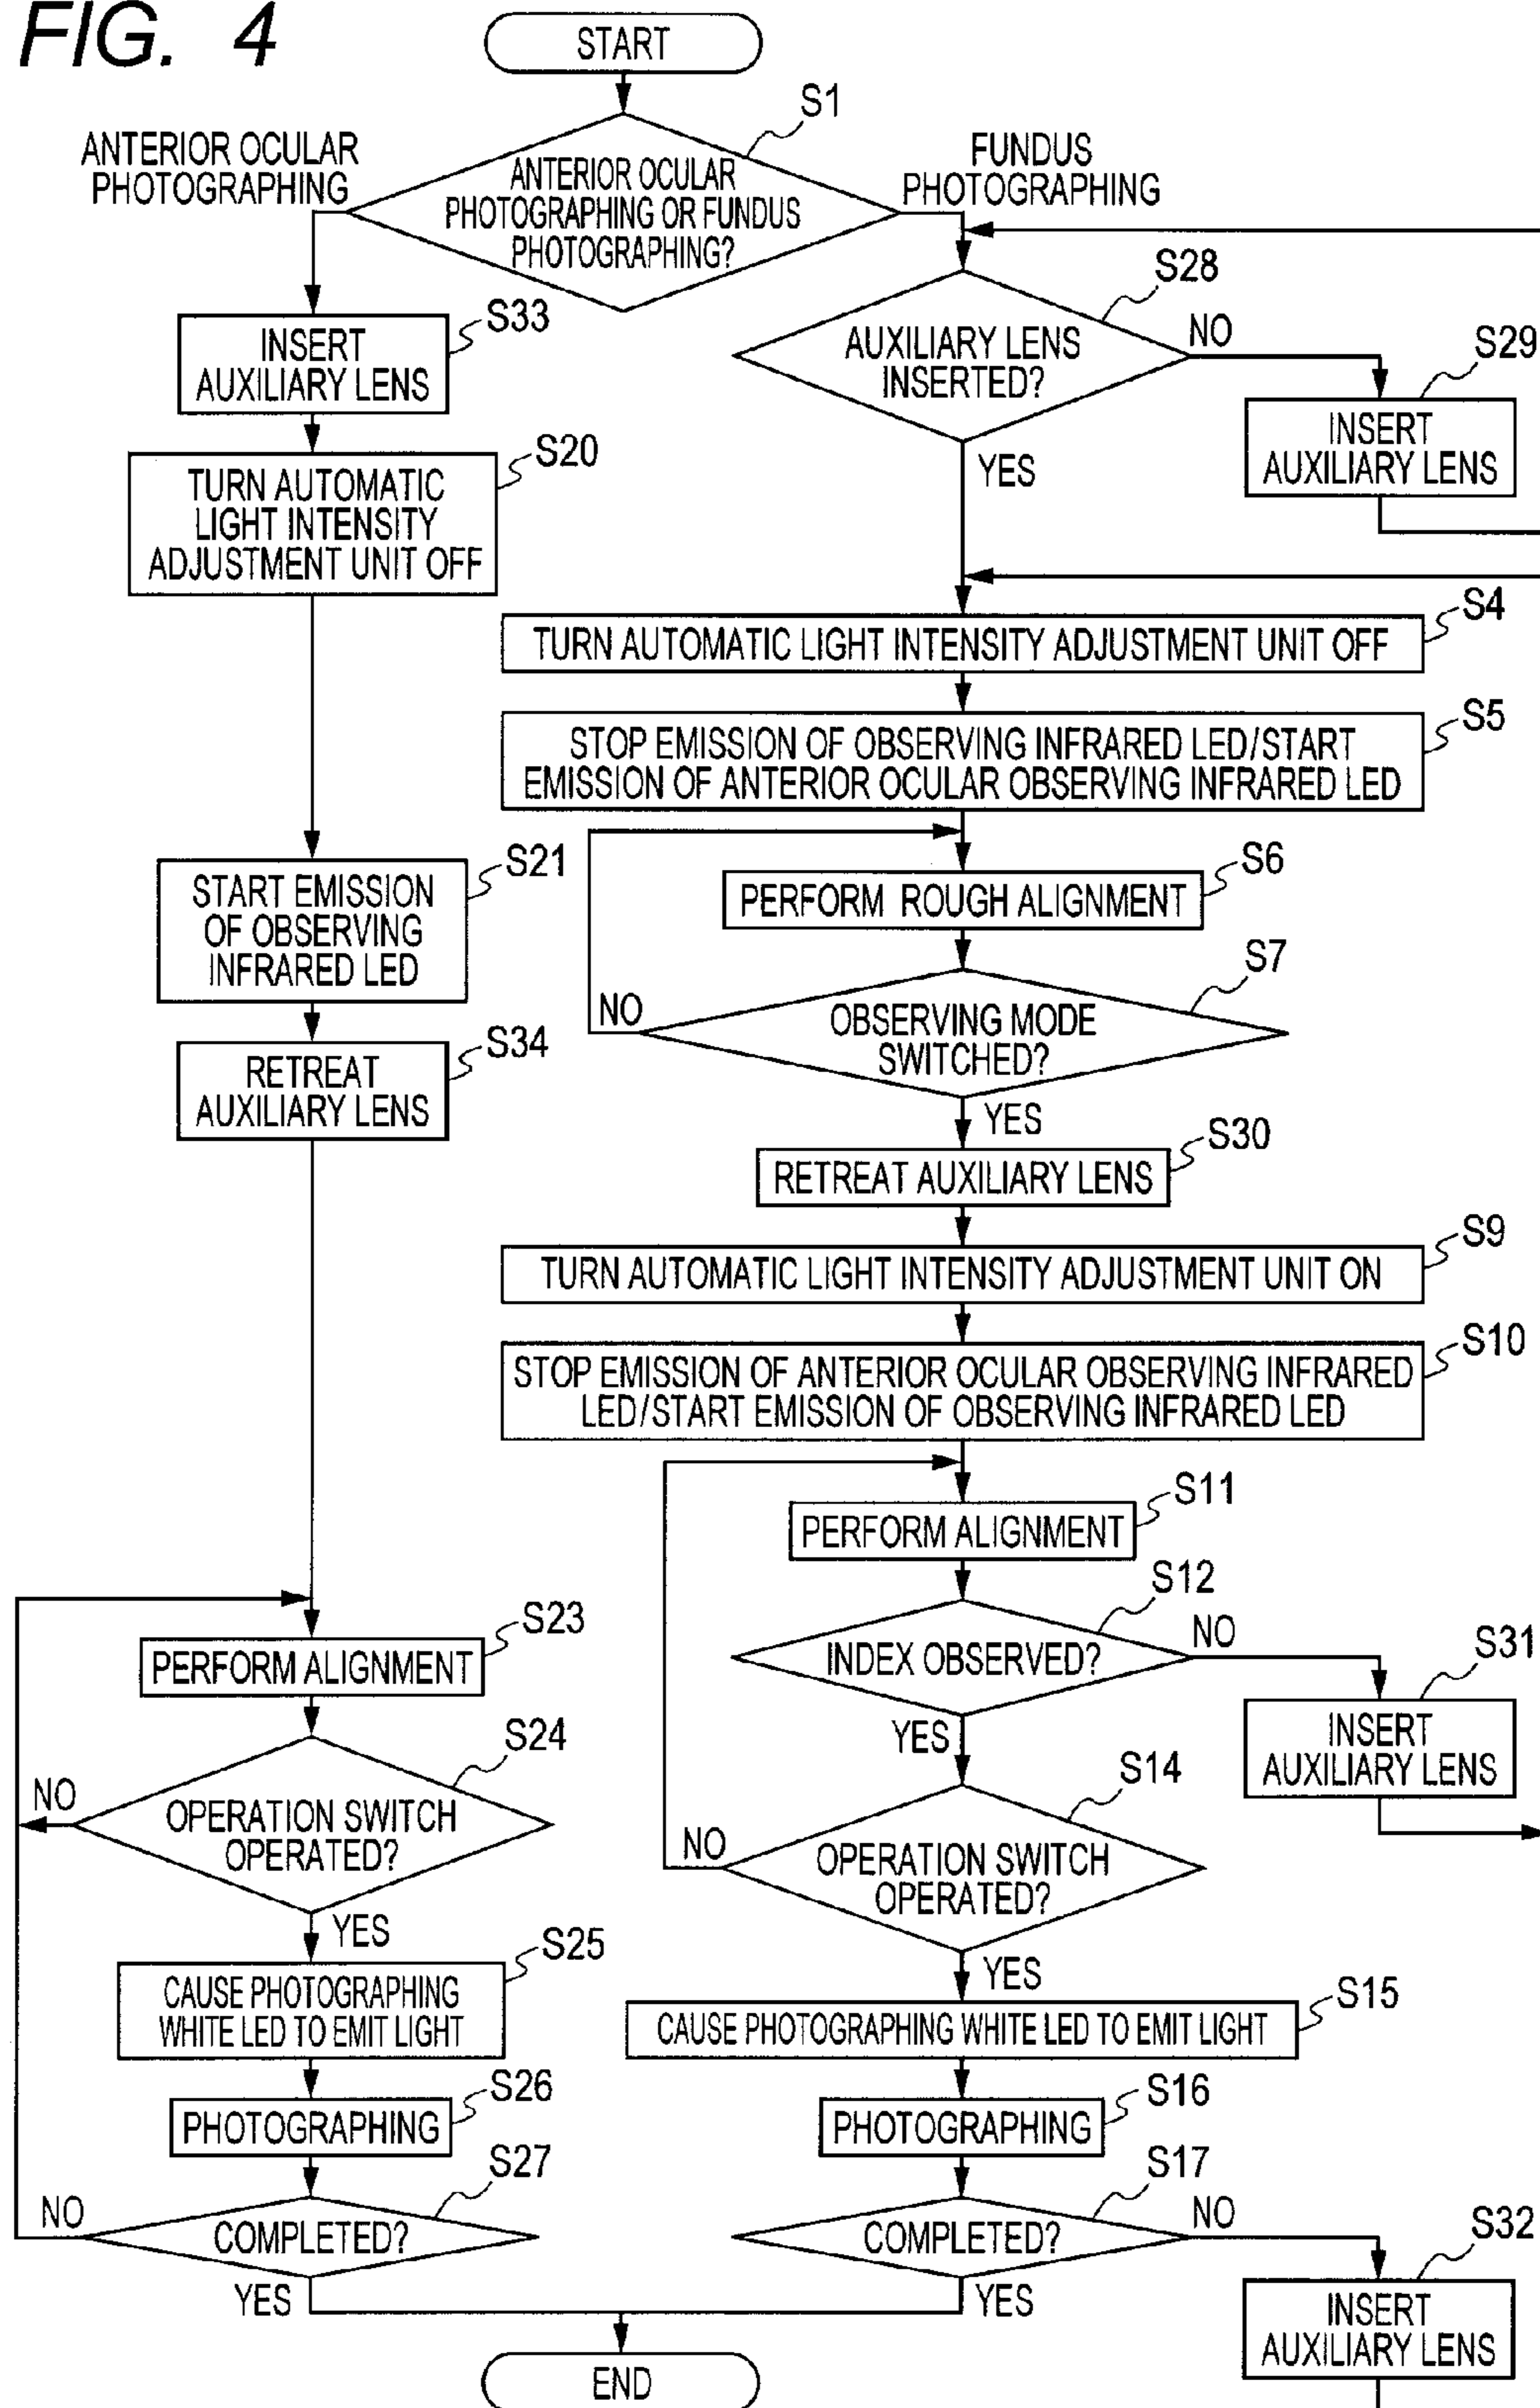 FIG. 4
START
S1
ANTERIOR OCULAR
PHOTOGRAPHING
ANTERIOR OCULAR
PHOTOGRAPHING OR FUNDUS
PHOTOGRAPHING?
FUNDUS
PHOTOGRAPHING
S33
INSERT
AUXILIARY LENS
S28
AUXILIARY LENS
INSERTED?
NO
YES
S29
INSERT
AUXILIARY LENS
S20
TURN AUTOMATIC
LIGHT INTENSITY
ADJUSTMENT UNIT OFF
S4
TURN AUTOMATIC LIGHT INTENSITY ADJUSTMENT UNIT OFF
S5
STOP EMISSION OF OBSERVING INFRARED LED/START
EMISSION OF ANTERIOR OCULAR OBSERVING INFRARED LED
S21
START EMISSION
OF OBSERVING
INFRARED LED
S6
PERFORM ROUGH ALIGNMENT
S7
NO
OBSERVING MODE
SWITCHED?
YES
S34
RETREAT
AUXILIARY LENS
S30
RETREAT AUXILIARY LENS
S9
TURN AUTOMATIC LIGHT INTENSITY ADJUSTMENT UNIT ON
S10
STOP EMISSION OF ANTERIOR OCULAR OBSERVING INFRARED
LED/START EMISSION OF OBSERVING INFRARED LED
S11
PERFORM ALIGNMENT
S12
INDEX OBSERVED?
NO
YES
S31
INSERT
AUXILIARY LENS
S23
PERFORM ALIGNMENT
S24
NO
OPERATION SWITCH
OPERATED?
YES
S14
NO
OPERATION SWITCH
OPERATED?
YES
S25
CAUSE PHOTOGRAPHING
WHITE LED TO EMIT LIGHT
S15
CAUSE PHOTOGRAPHING WHITE LED TO EMIT LIGHT
S26
PHOTOGRAPHING
S16
PHOTOGRAPHING
S27
NO
COMPLETED?
YES
S17
COMPLETED?
NO
YES
S32
INSERT
AUXILIARY LENS
END